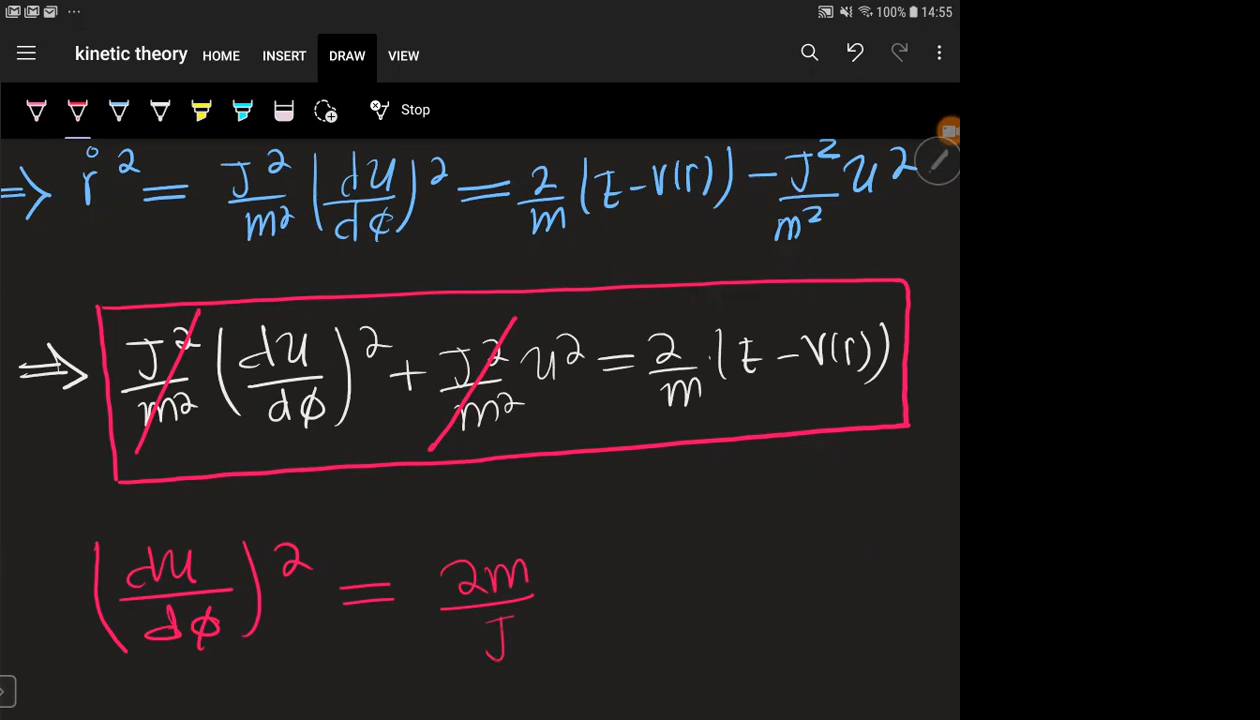 100% 14:55
kinetic theory HOME INSERT DRAW VIEW
Stop
=> ṙ² = J²/m² (du/dϕ)² = 2/m (E - V(r)) - J²/m² u²
=> J²/m² (du/dϕ)² + J²/m² u² = 2/m (E - V(r))
(du/dϕ)² = 2m/J